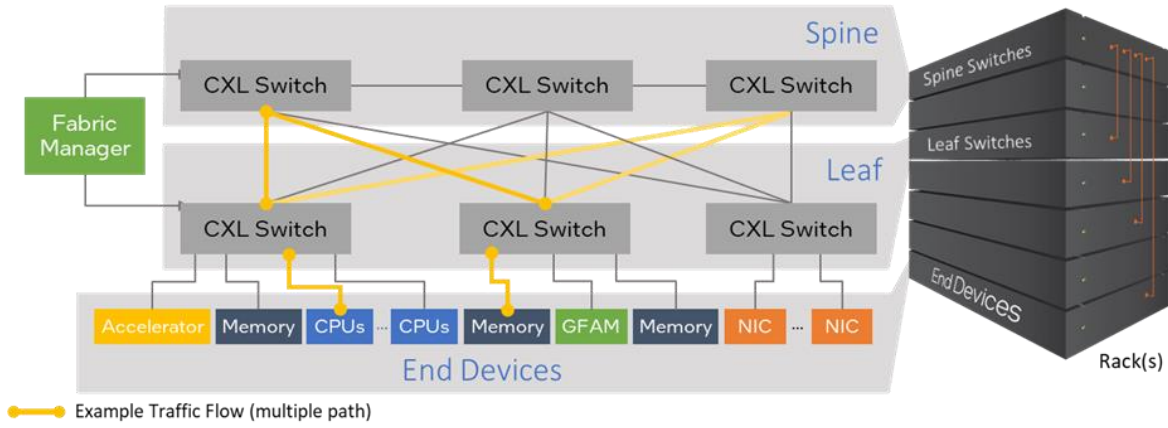 Spine
CXL Switch
CXL Switch
CXL Switch
Fabric
Manager
Leaf
CXL Switch
CXL Switch
CXL Switch
Accelerator
Memory
CPUs
...
CPUs
Memory
GFAM
Memory
NIC
...
NIC
End Devices
Spine Switches
Leaf Switches
End Devices
Rack(s)
Example Traffic Flow (multiple path)